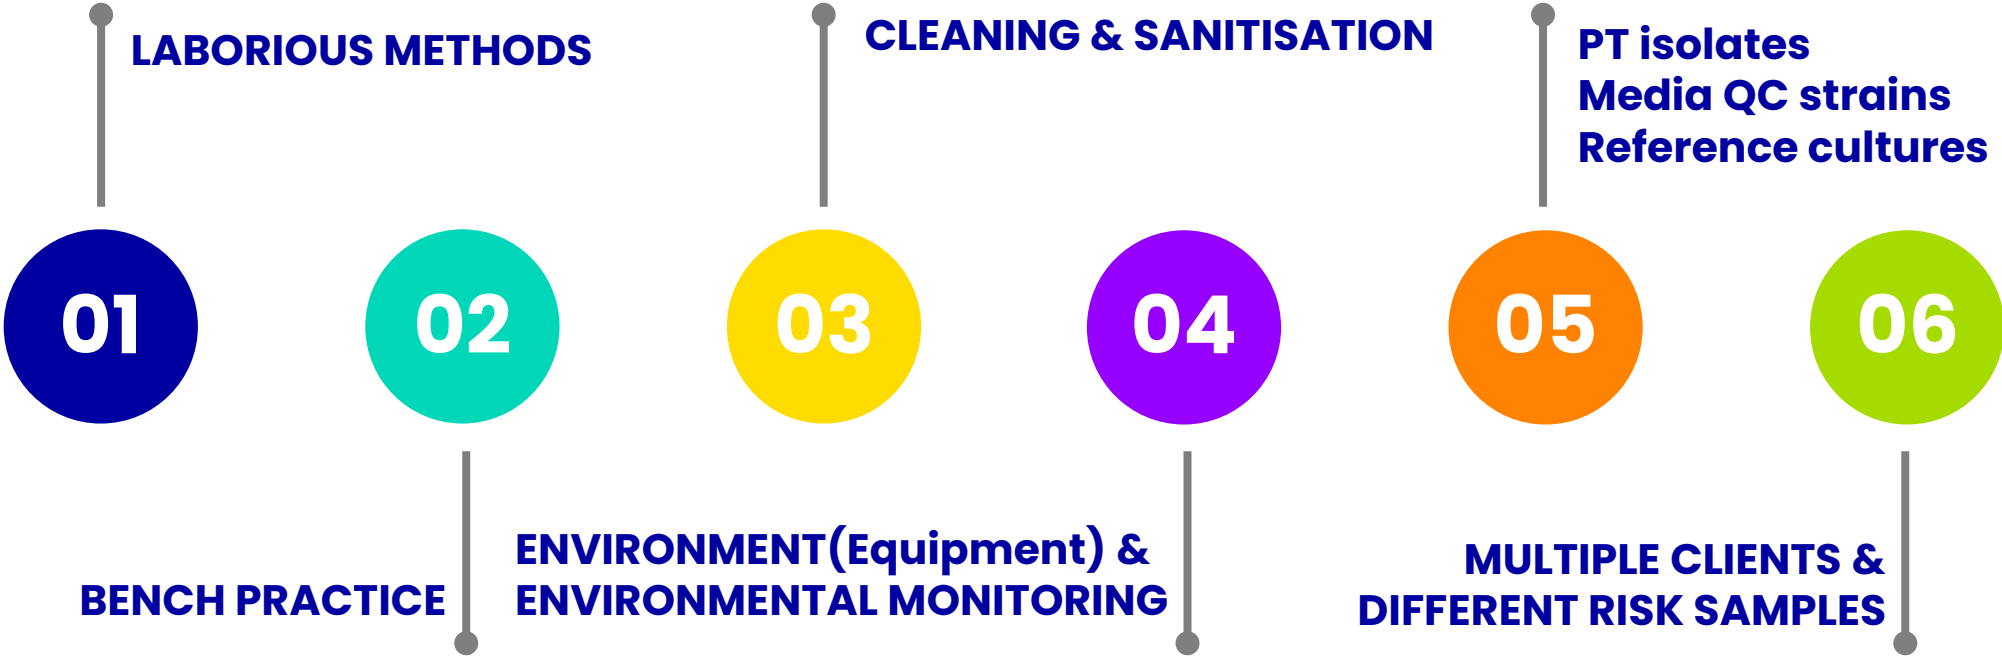 LABORIOUS METHODS
CLEANING & SANITISATION
PT isolates
Media QC strains
Reference cultures
01
02
03
04
05
06
BENCH PRACTICE
ENVIRONMENT(Equipment) &
ENVIRONMENTAL MONITORING
MULTIPLE CLIENTS &
DIFFERENT RISK SAMPLES